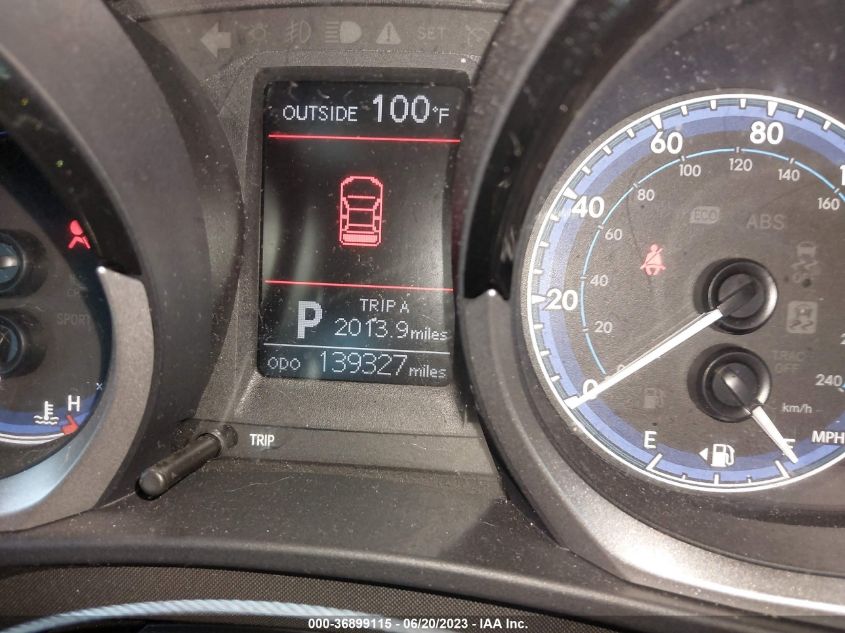 SET
OUTSIDE 100°F
TRIP A
P 2013.9 miles
ODO 139327 miles
TRIP
SPORT
H
0 20 40 60 80
0 20 40 60 80 100 120 140 160
240
km/h
MPH
ECO
ABS
OFF
E
F
000-36899115 - 06/20/2023 - IAA Inc.